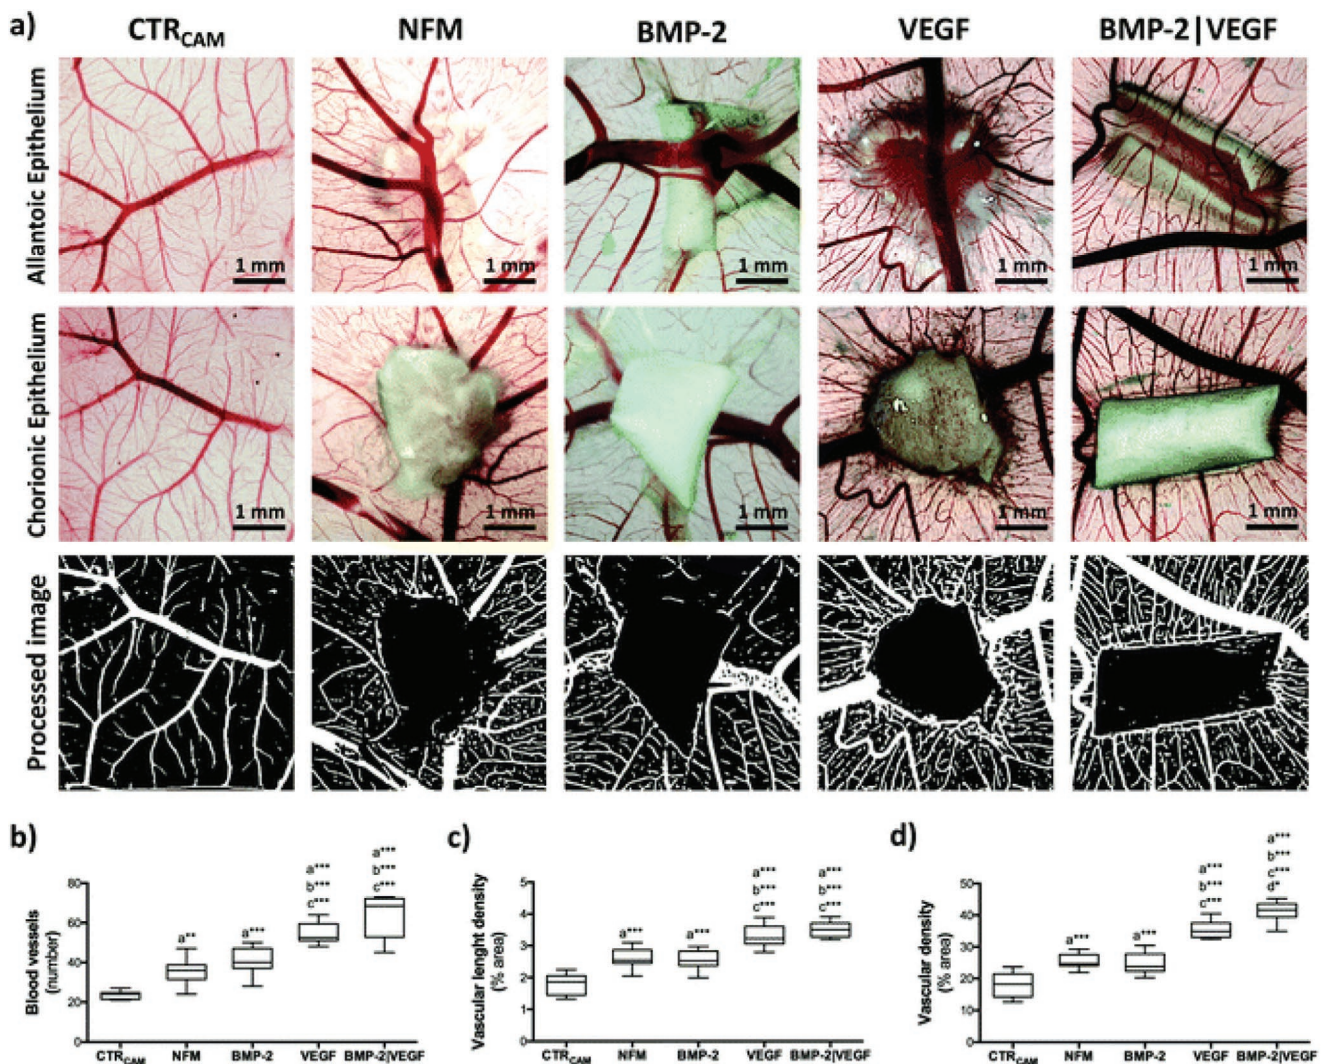 a)
CTRCAM NFM BMP-2 VEGF BMP-2|VEGF
Allantoic Epithelium
1 mm 1 mm 1 mm 1 mm 1 mm
Chorionic Epithelium
1 mm 1 mm 1 mm 1 mm 1 mm
Processed image
b)
Blood vessels
(number)
80
60
40
20
0
a**
a***
a***
b***
c***
a***
b***
c***
CTRCAM NFM BMP-2 VEGF BMP-2|VEGF
c)
Vascular lenght density
(% area)
5
4
3
2
1
0
a***
a***
a***
b***
c***
a***
b***
c***
CTRCAM NFM BMP-2 VEGF BMP-2|VEGF
d)
Vascular density
(% area)
50
40
30
20
10
0
a***
a***
a***
b***
c***
a***
b***
c***
d*
CTRCAM NFM BMP-2 VEGF BMP-2|VEGF